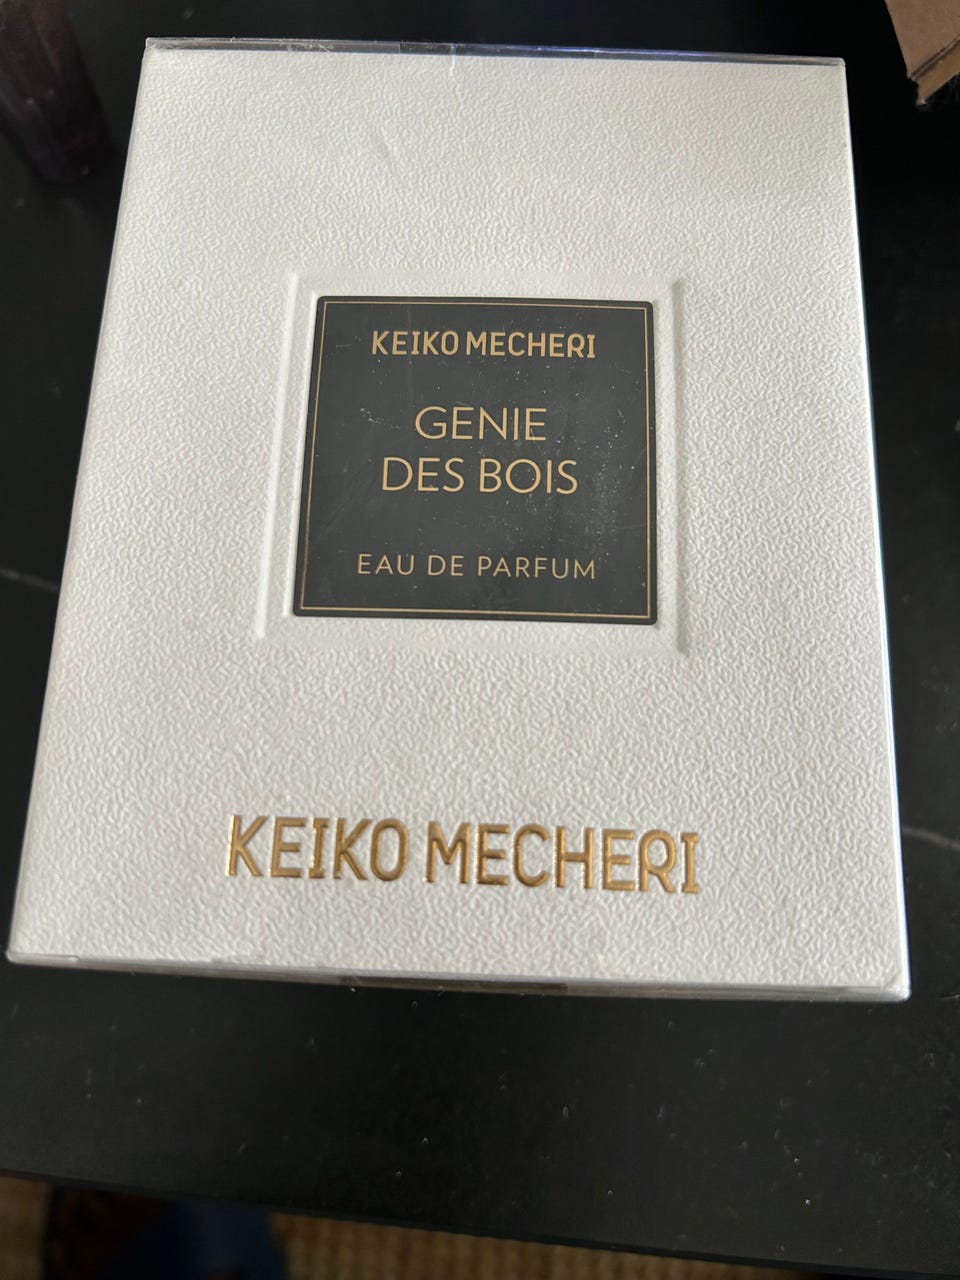 KEIKO MECHERI
GENIE
DES BOIS
EAU DE PARFUM
KEIKO MECHERI